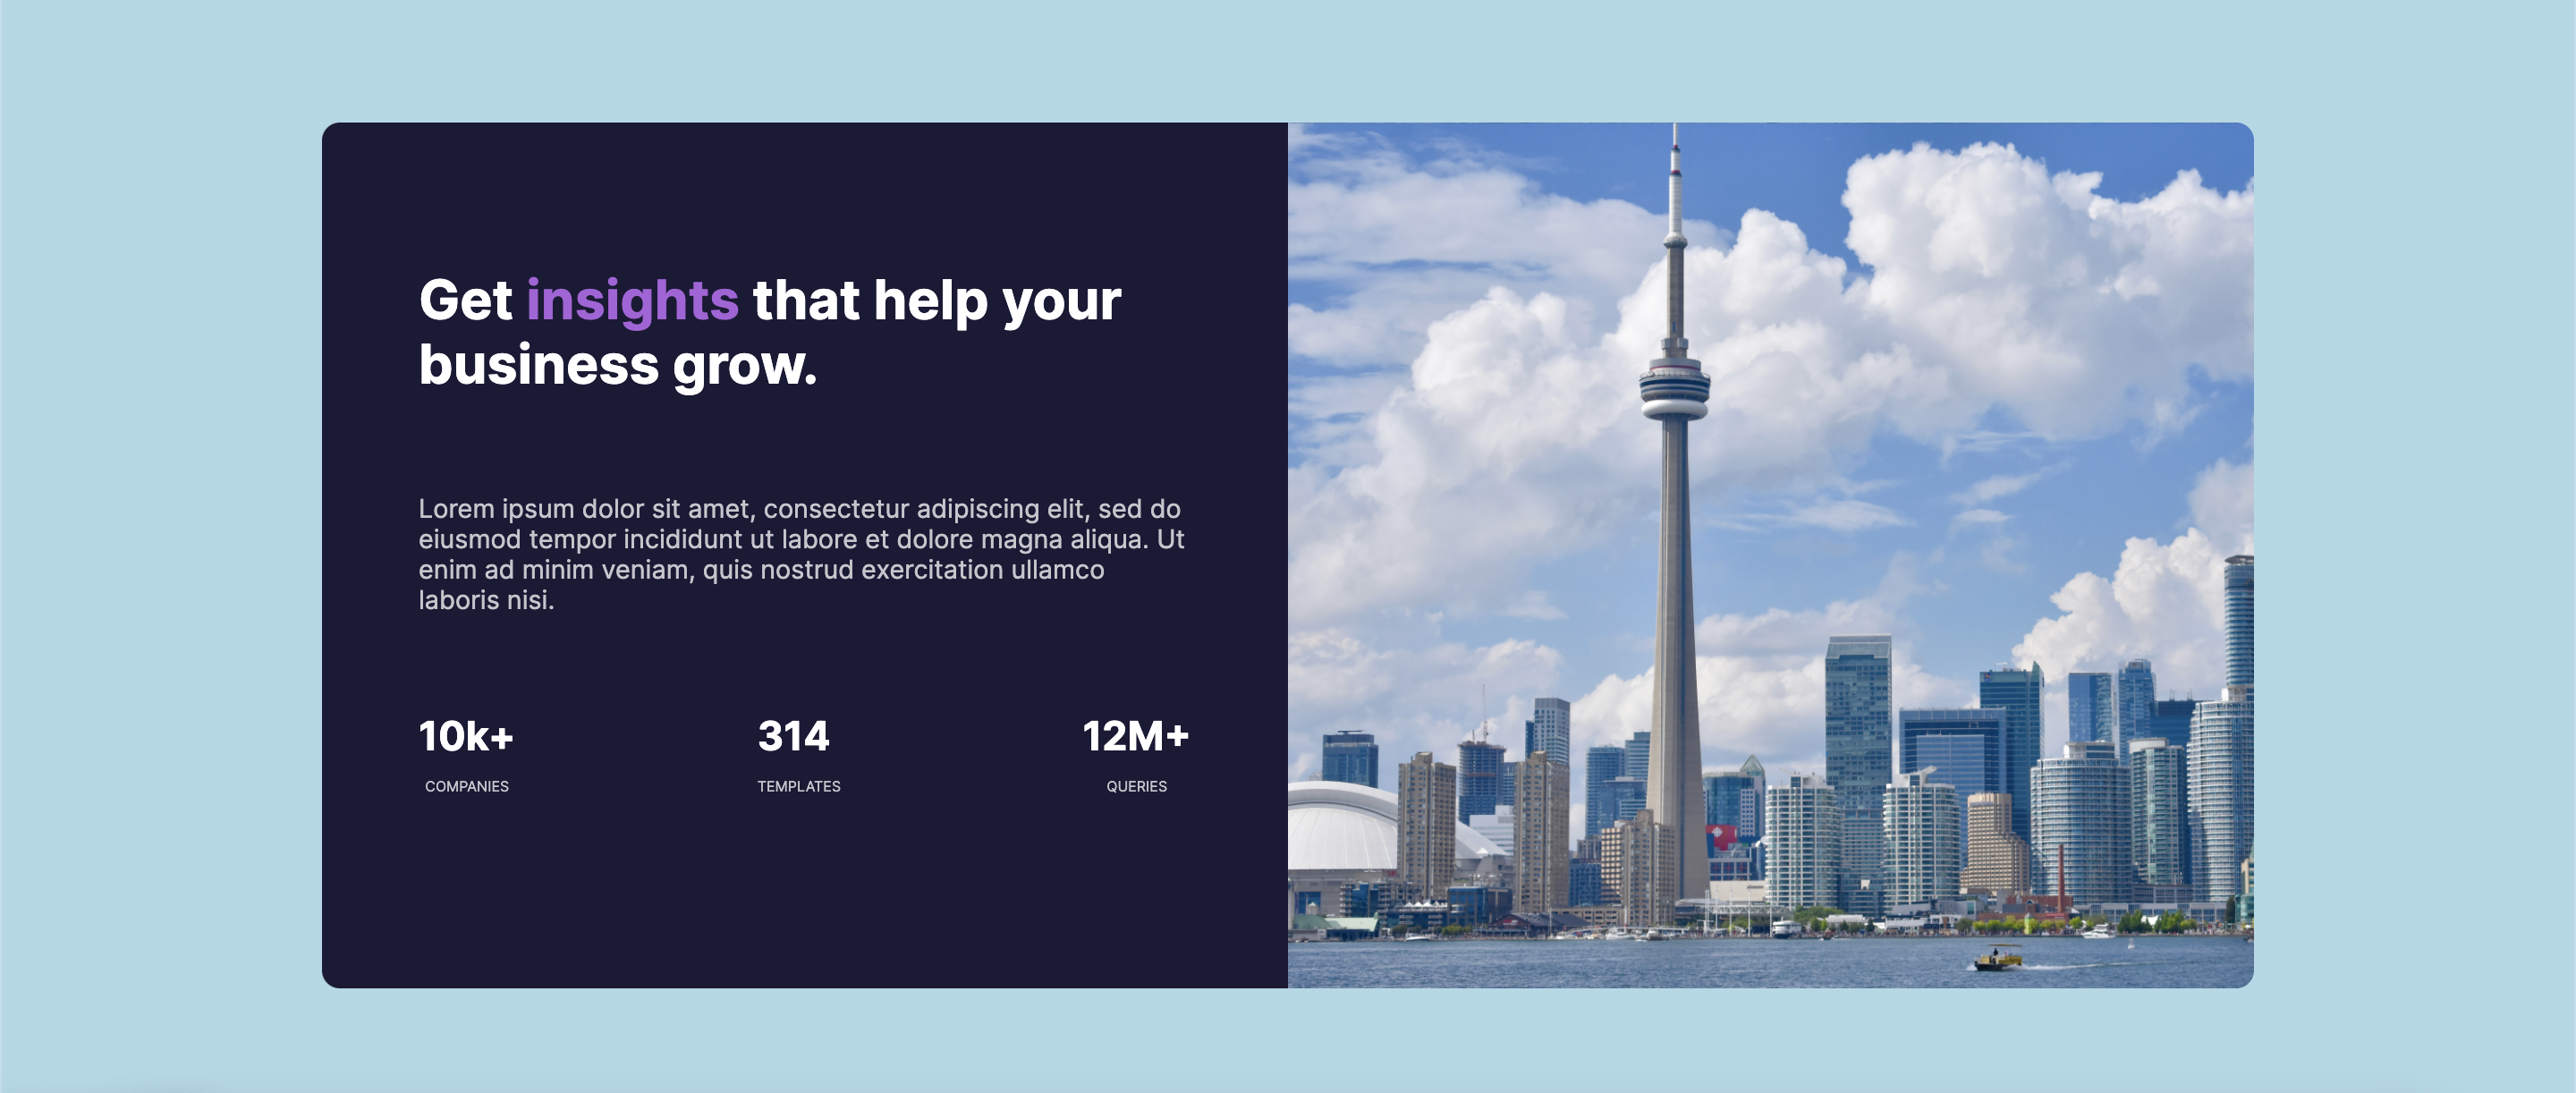 Get insights that help your
business grow.
Lorem ipsum dolor sit amet, consectetur adipiscing elit, sed do
eiusmod tempor incididunt ut labore et dolore magna aliqua. Ut
enim ad minim veniam, quis nostrud exercitation ullamco
laboris nisi.
10k+ 314 12M+
COMPANIES TEMPLATES QUERIES